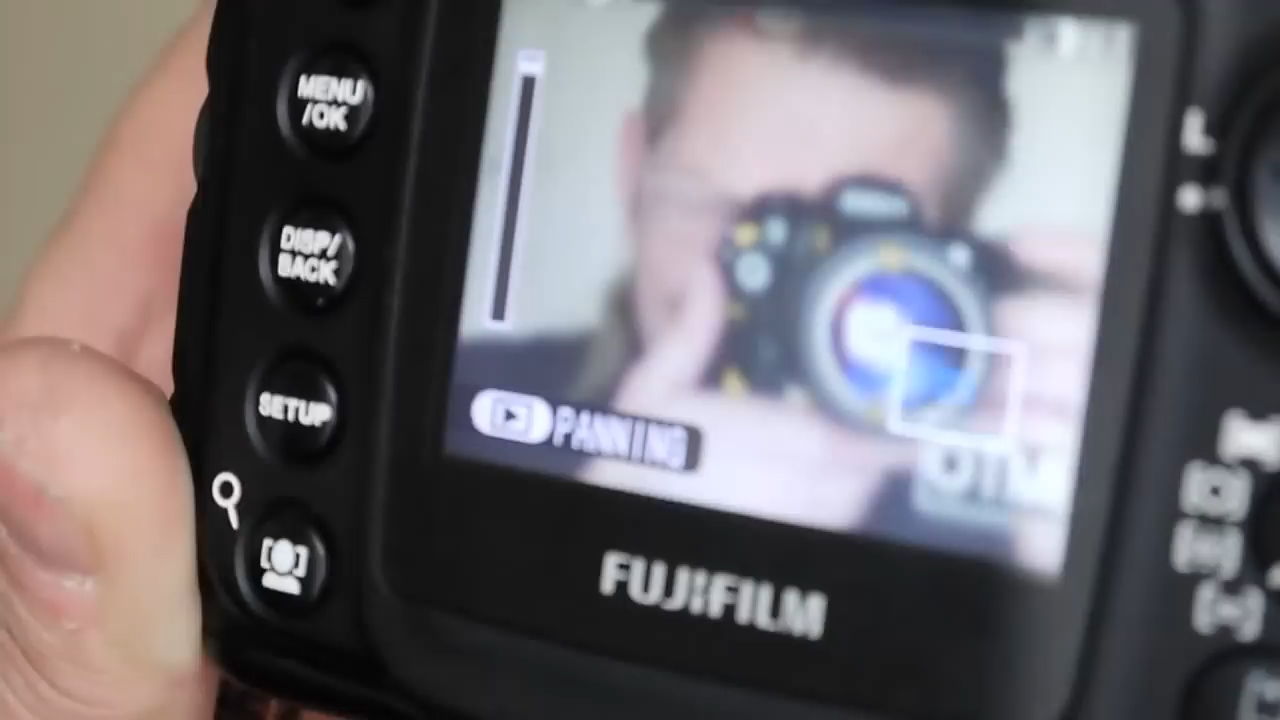 MENU
/OK
DISP/
BACK
SETUP
PANNING
FUJIFILM
L